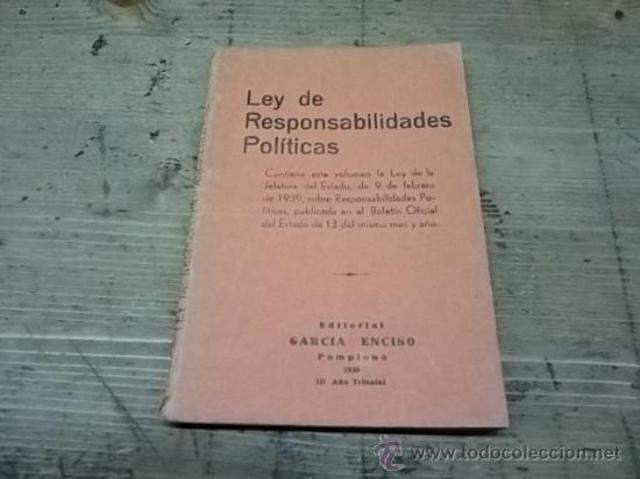 Ley de
Responsabilidades
Políticas
Contiene este volumen la Ley de la
Jefatura del Estado, de 9 de febrero
de 1939, sobre Responsabilidades Po-
líticas, publicada en el Boletín Oficial
del Estado de 13 del mismo mes y año.
Editorial
GARCIA ENCISO
Pamplona
1939
III Año Triunfal
www.todocoleccion.net